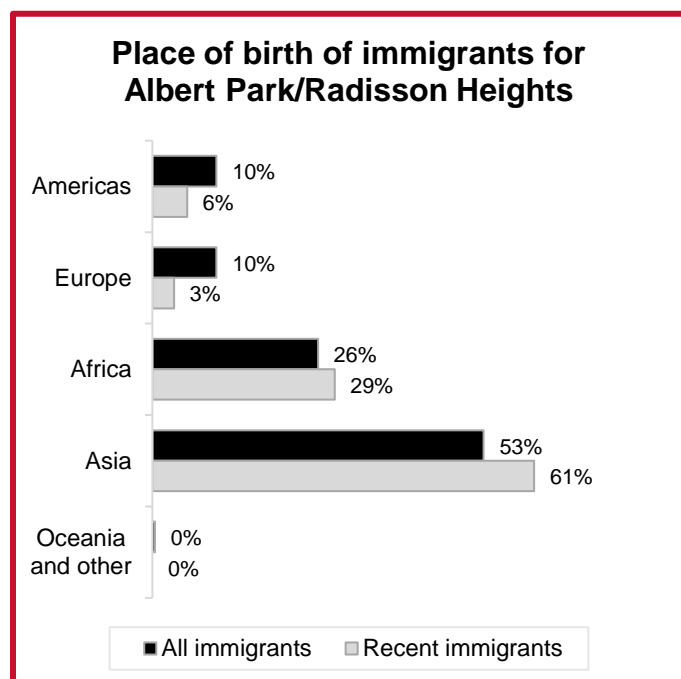 Place of birth of immigrants for
Albert Park/Radisson Heights
Americas
10%
6%
Europe
10%
3%
Africa
26%
29%
Asia
53%
61%
Oceania
and other
0%
0%
All immigrants
Recent immigrants